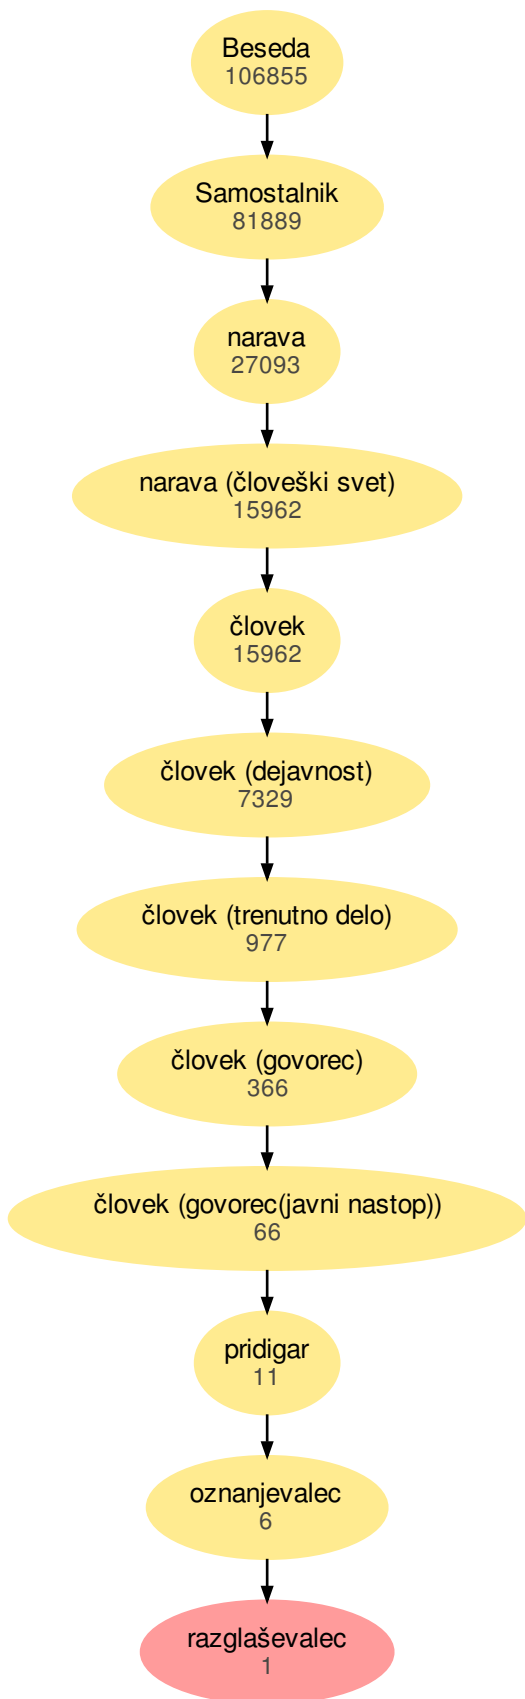 Beseda
106855
Samostalnik
81889
narava
27093
narava (človeški svet)
15962
človek
15962
človek (dejavnost)
7329
človek (trenutno delo)
977
človek (govorec)
366
človek (govorec(javni nastop))
66
pridigar
11
oznanjevalec
6
razglaševalec
1